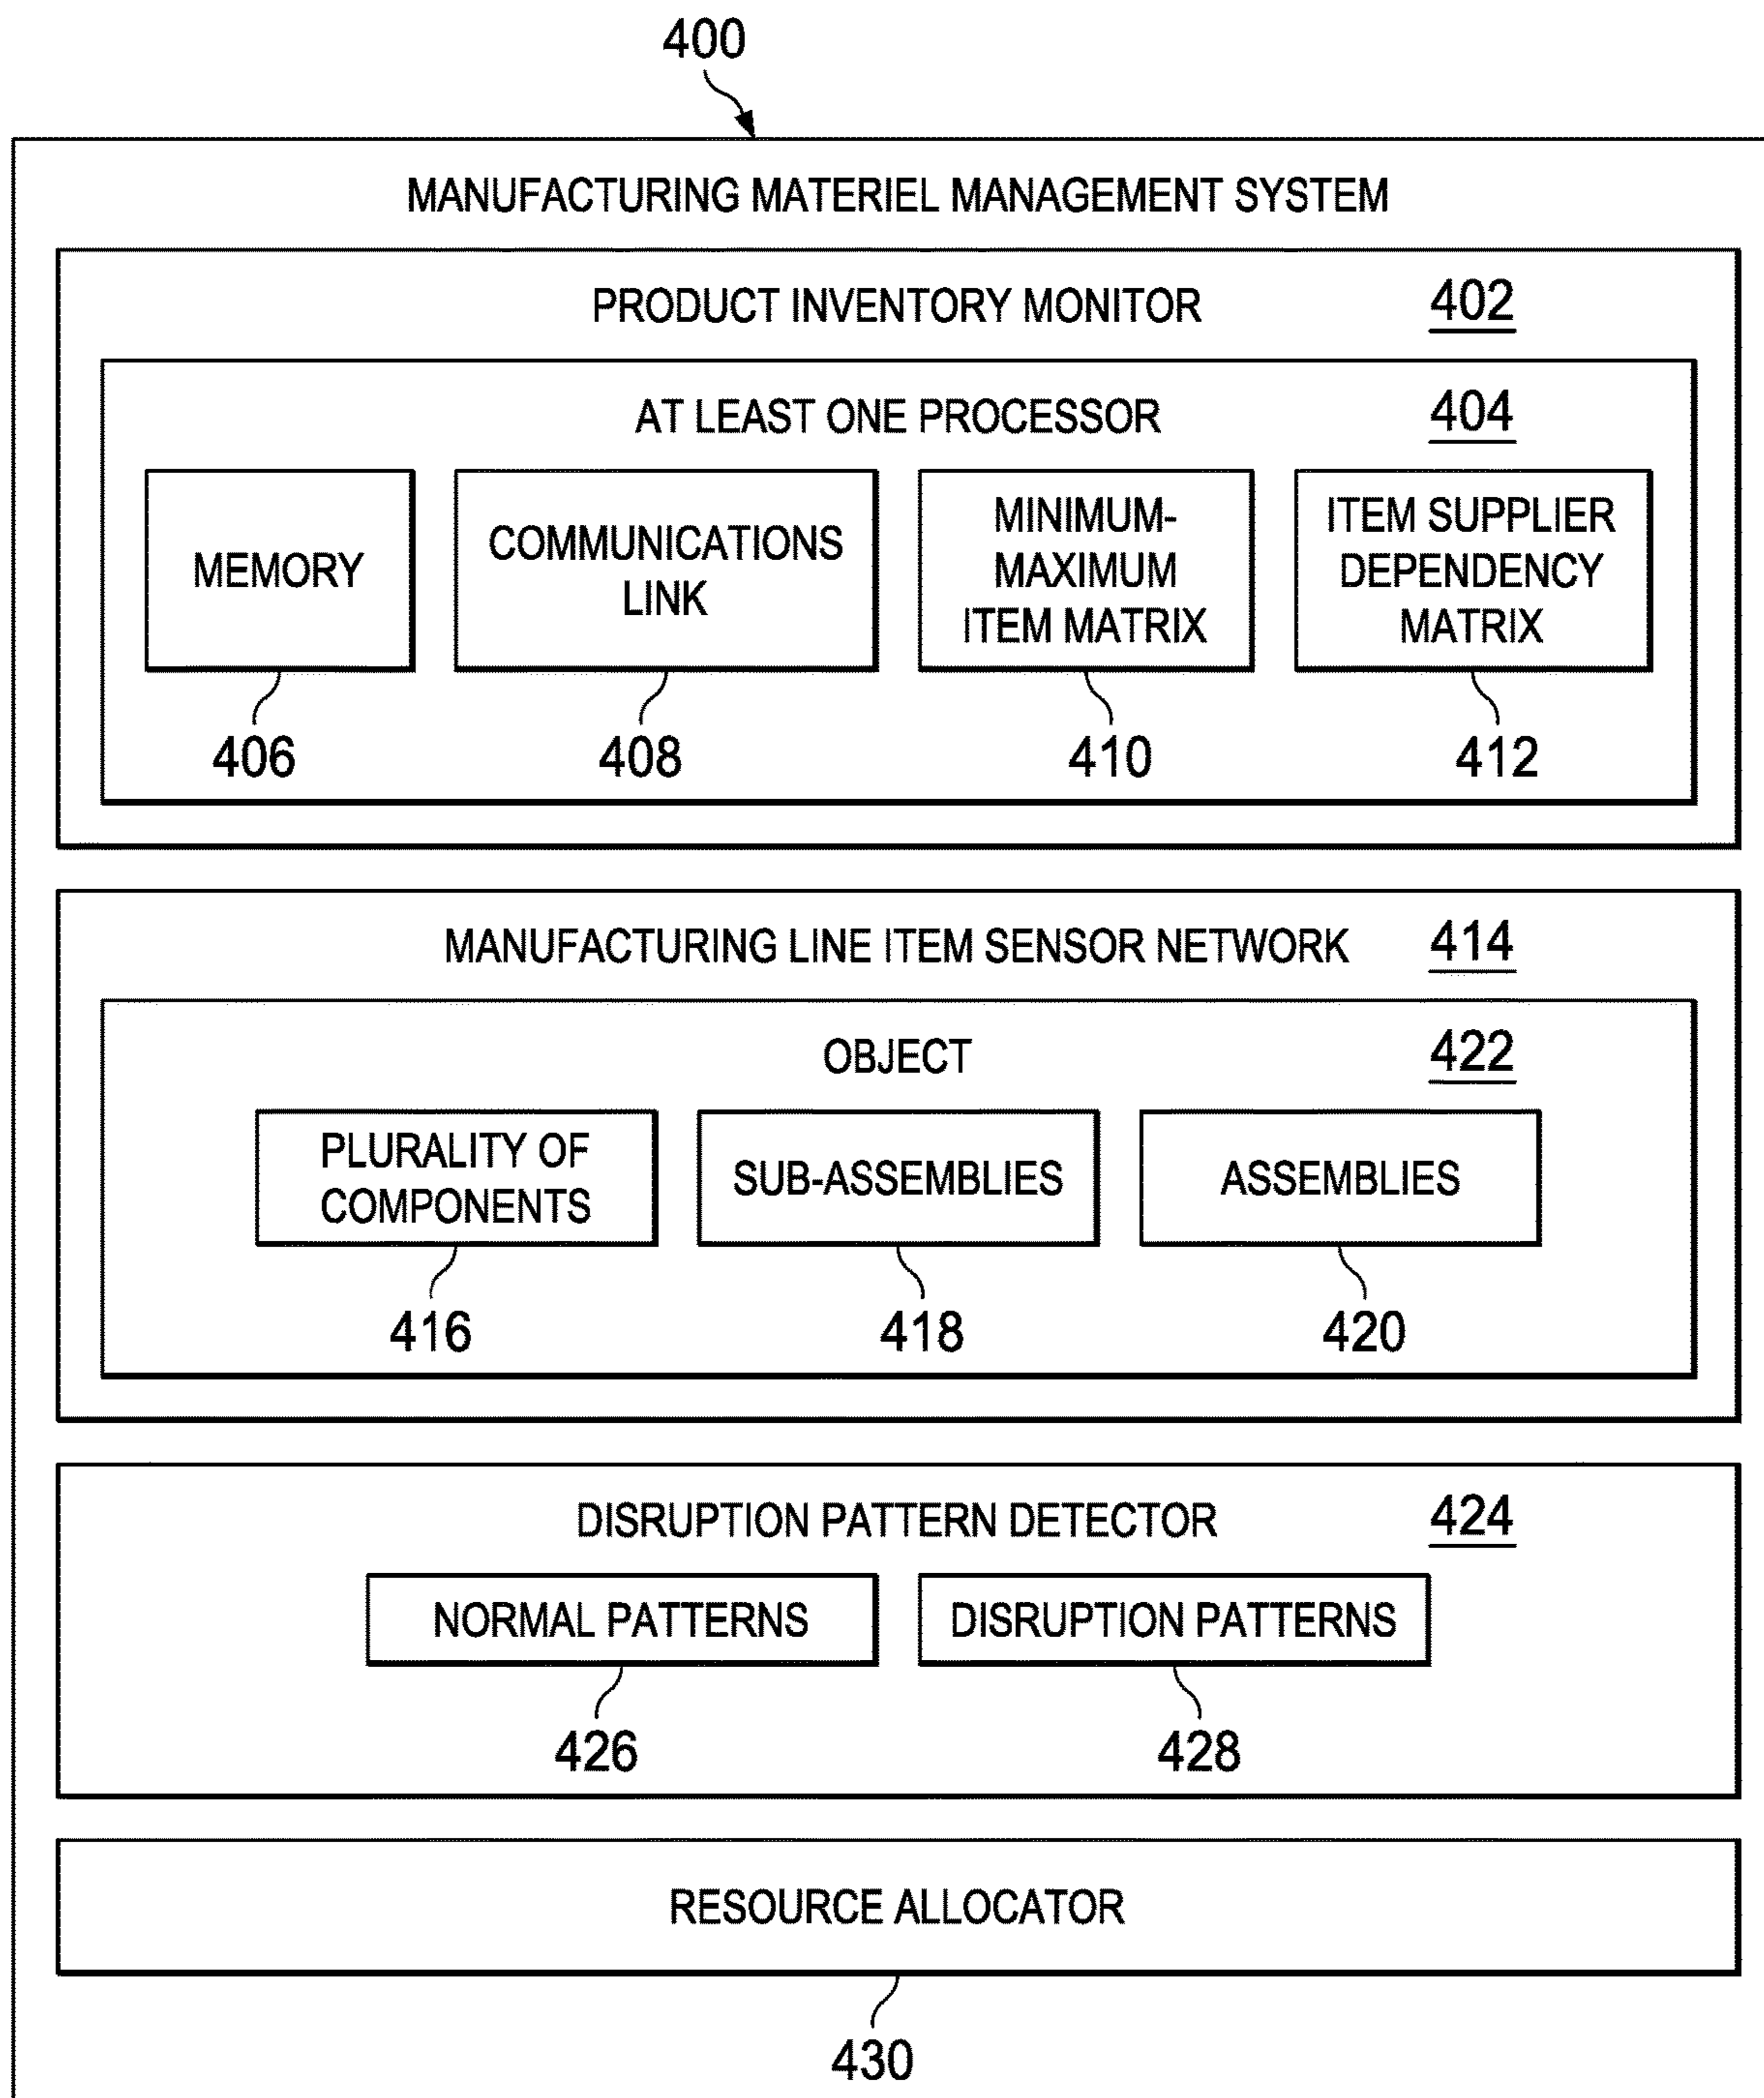 400
MANUFACTURING MATERIEL MANAGEMENT SYSTEM
PRODUCT INVENTORY MONITOR 402
AT LEAST ONE PROCESSOR 404
MEMORY
COMMUNICATIONS
LINK
MINIMUM-
MAXIMUM
ITEM MATRIX
ITEM SUPPLIER
DEPENDENCY
MATRIX
406 408 410 412
MANUFACTURING LINE ITEM SENSOR NETWORK 414
OBJECT 422
PLURALITY OF
COMPONENTS
SUB-ASSEMBLIES
ASSEMBLIES
416 418 420
DISRUPTION PATTERN DETECTOR 424
NORMAL PATTERNS
DISRUPTION PATTERNS
426 428
RESOURCE ALLOCATOR
430